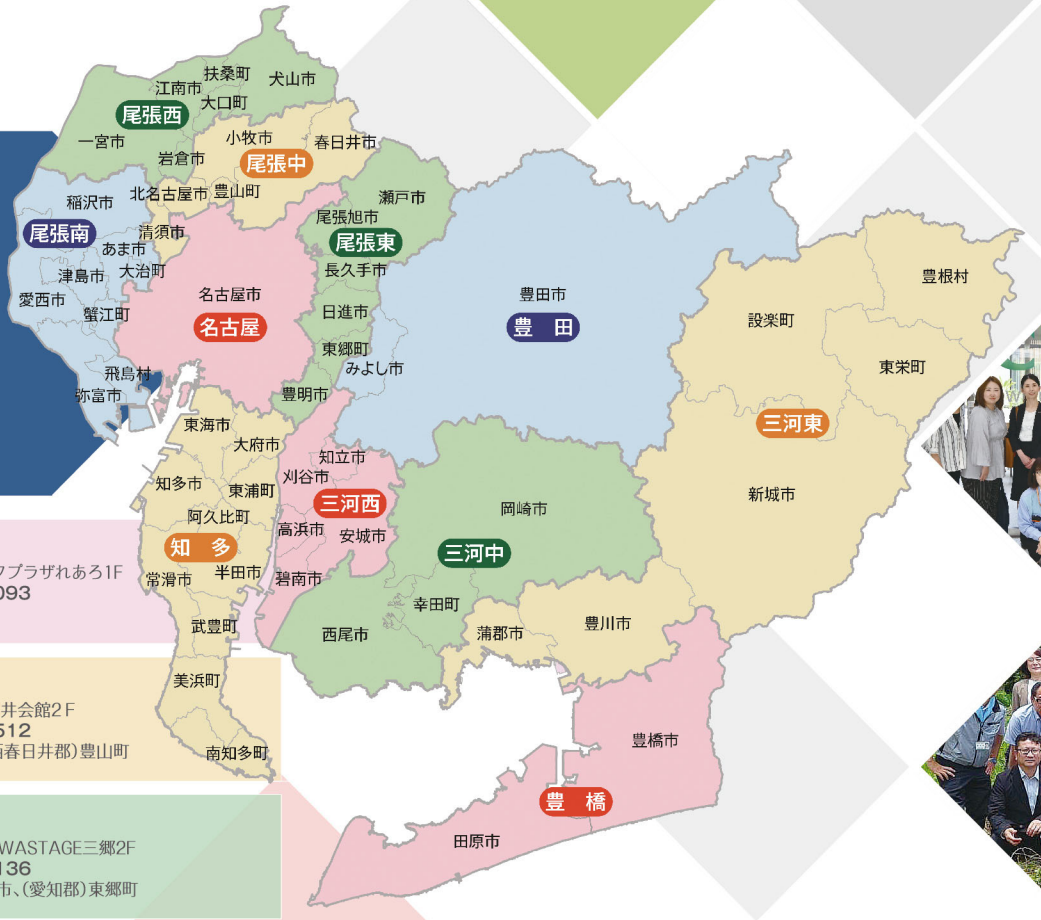 扶桑町
犬山市
江南市
大口町
尾張西
一宮市
岩倉市
小牧市
春日井市
尾張中
北名古屋市
豊山町
清須市
稲沢市
尾張南
あま市
津島市
大治町
愛西市
蟹江町
飛島村
弥富市
瀬戸市
尾張旭市
尾張東
長久手市
日進市
東郷町
豊明市
名古屋市
名古屋
豊田市
豊 田
みよし市
豊根村
設楽町
東栄町
三河東
新城市
東海市
大府市
知多市
東浦町
阿久比町
知 多
常滑市
半田市
武豊町
美浜町
南知多町
知立市
刈谷市
三河西
高浜市
安城市
碧南市
岡崎市
三河中
幸田町
西尾市
蒲郡市
豊川市
豊橋市
豊 橋
田原市
プラザれあろ1F
093
井会館2F
512
春日井郡)豊山町
WASTAGE三郷2F
136
市、(愛知郡)東郷町